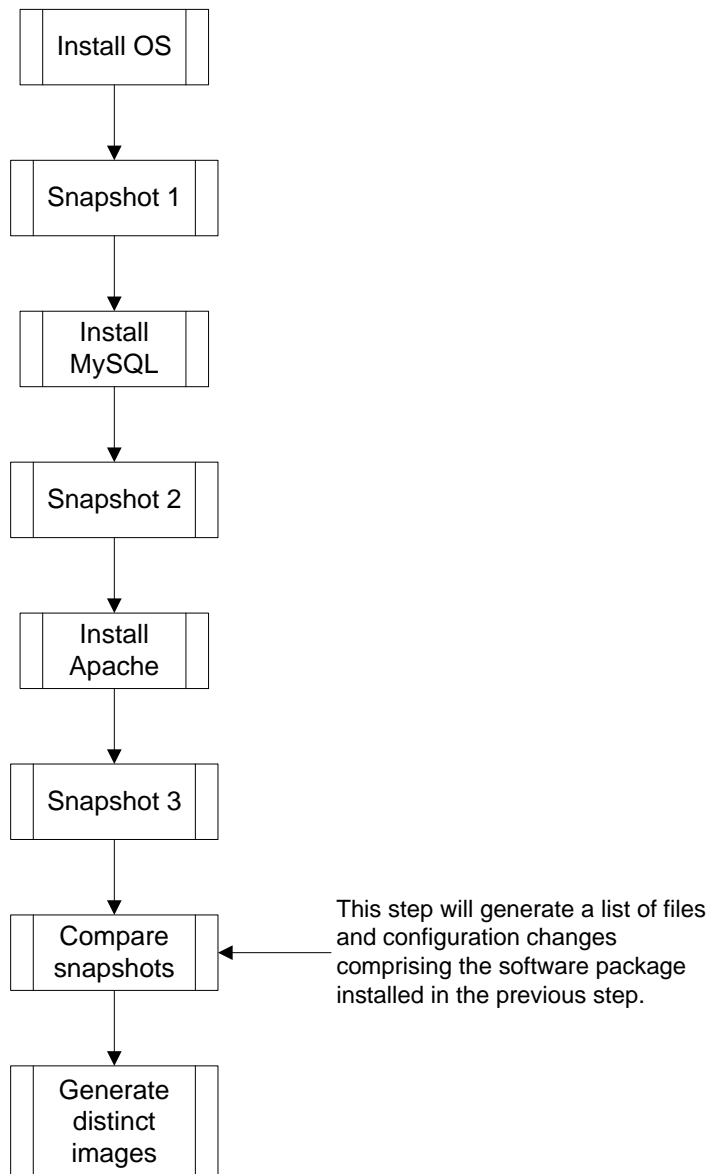 Install OS
Snapshot 1
Install
MySQL
Snapshot 2
Install
Apache
Snapshot 3
Compare
snapshots
This step will generate a list of files
and configuration changes
comprising the software package
installed in the previous step.
Generate
distinct
images